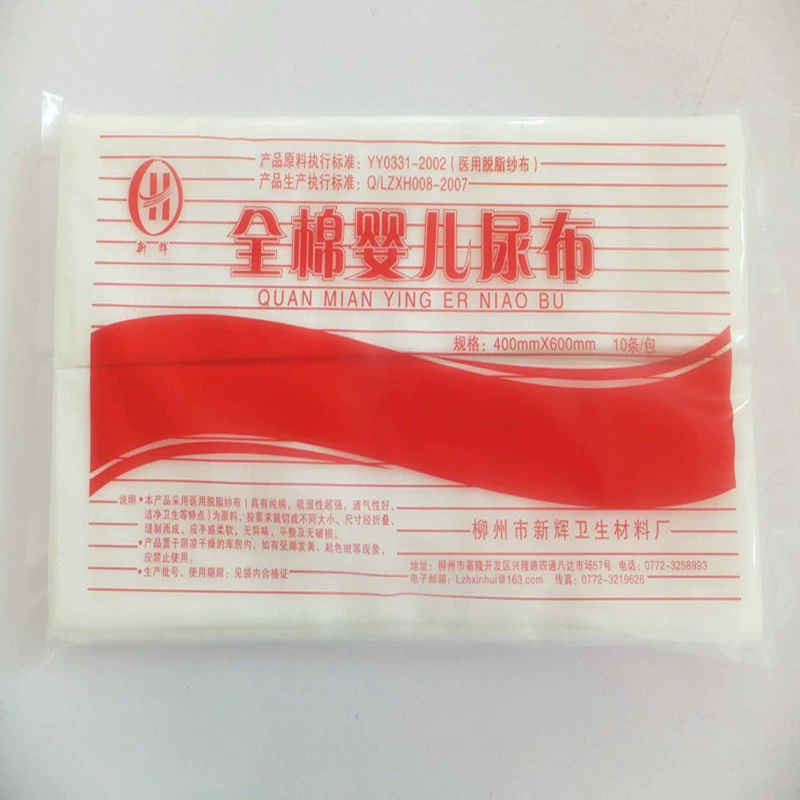 产品原料执行标准：YY0331-2002（医用脱脂纱布）
产品生产执行标准：Q/LZXH008-2007
新辉
全棉婴儿尿布
QUAN MIAN YING ER NIAO BU
规格：400mmX600mm 10条/包
说明•本产品采用医用脱脂纱布（具有纯棉，吸湿性超强，透气性好、
洁净卫生等特点）为原料，按要求裁切成不同大小、尺寸经折叠、
缝制而成，应手感柔软，无异味，平整及无破损。
•产品置于阴凉干燥的库房内，如有受潮发黄、起色斑等现象，
应禁止使用。
•生产批号、使用期限：见袋内合格证
柳州市新辉卫生材料厂
地址：柳州市基隆开发区兴隆路四通八达市场57号 电话：0772-3258993
电子邮箱：Lzhxinhui@163.com 传真：0772-3219626